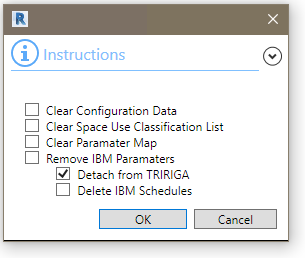 R
Instructions
Clear Configuration Data
Clear Space Use Classification List
Clear Paramater Map
Remove IBM Paramaters
Detach from TRIRIGA
Delete IBM Schedules
OK Cancel